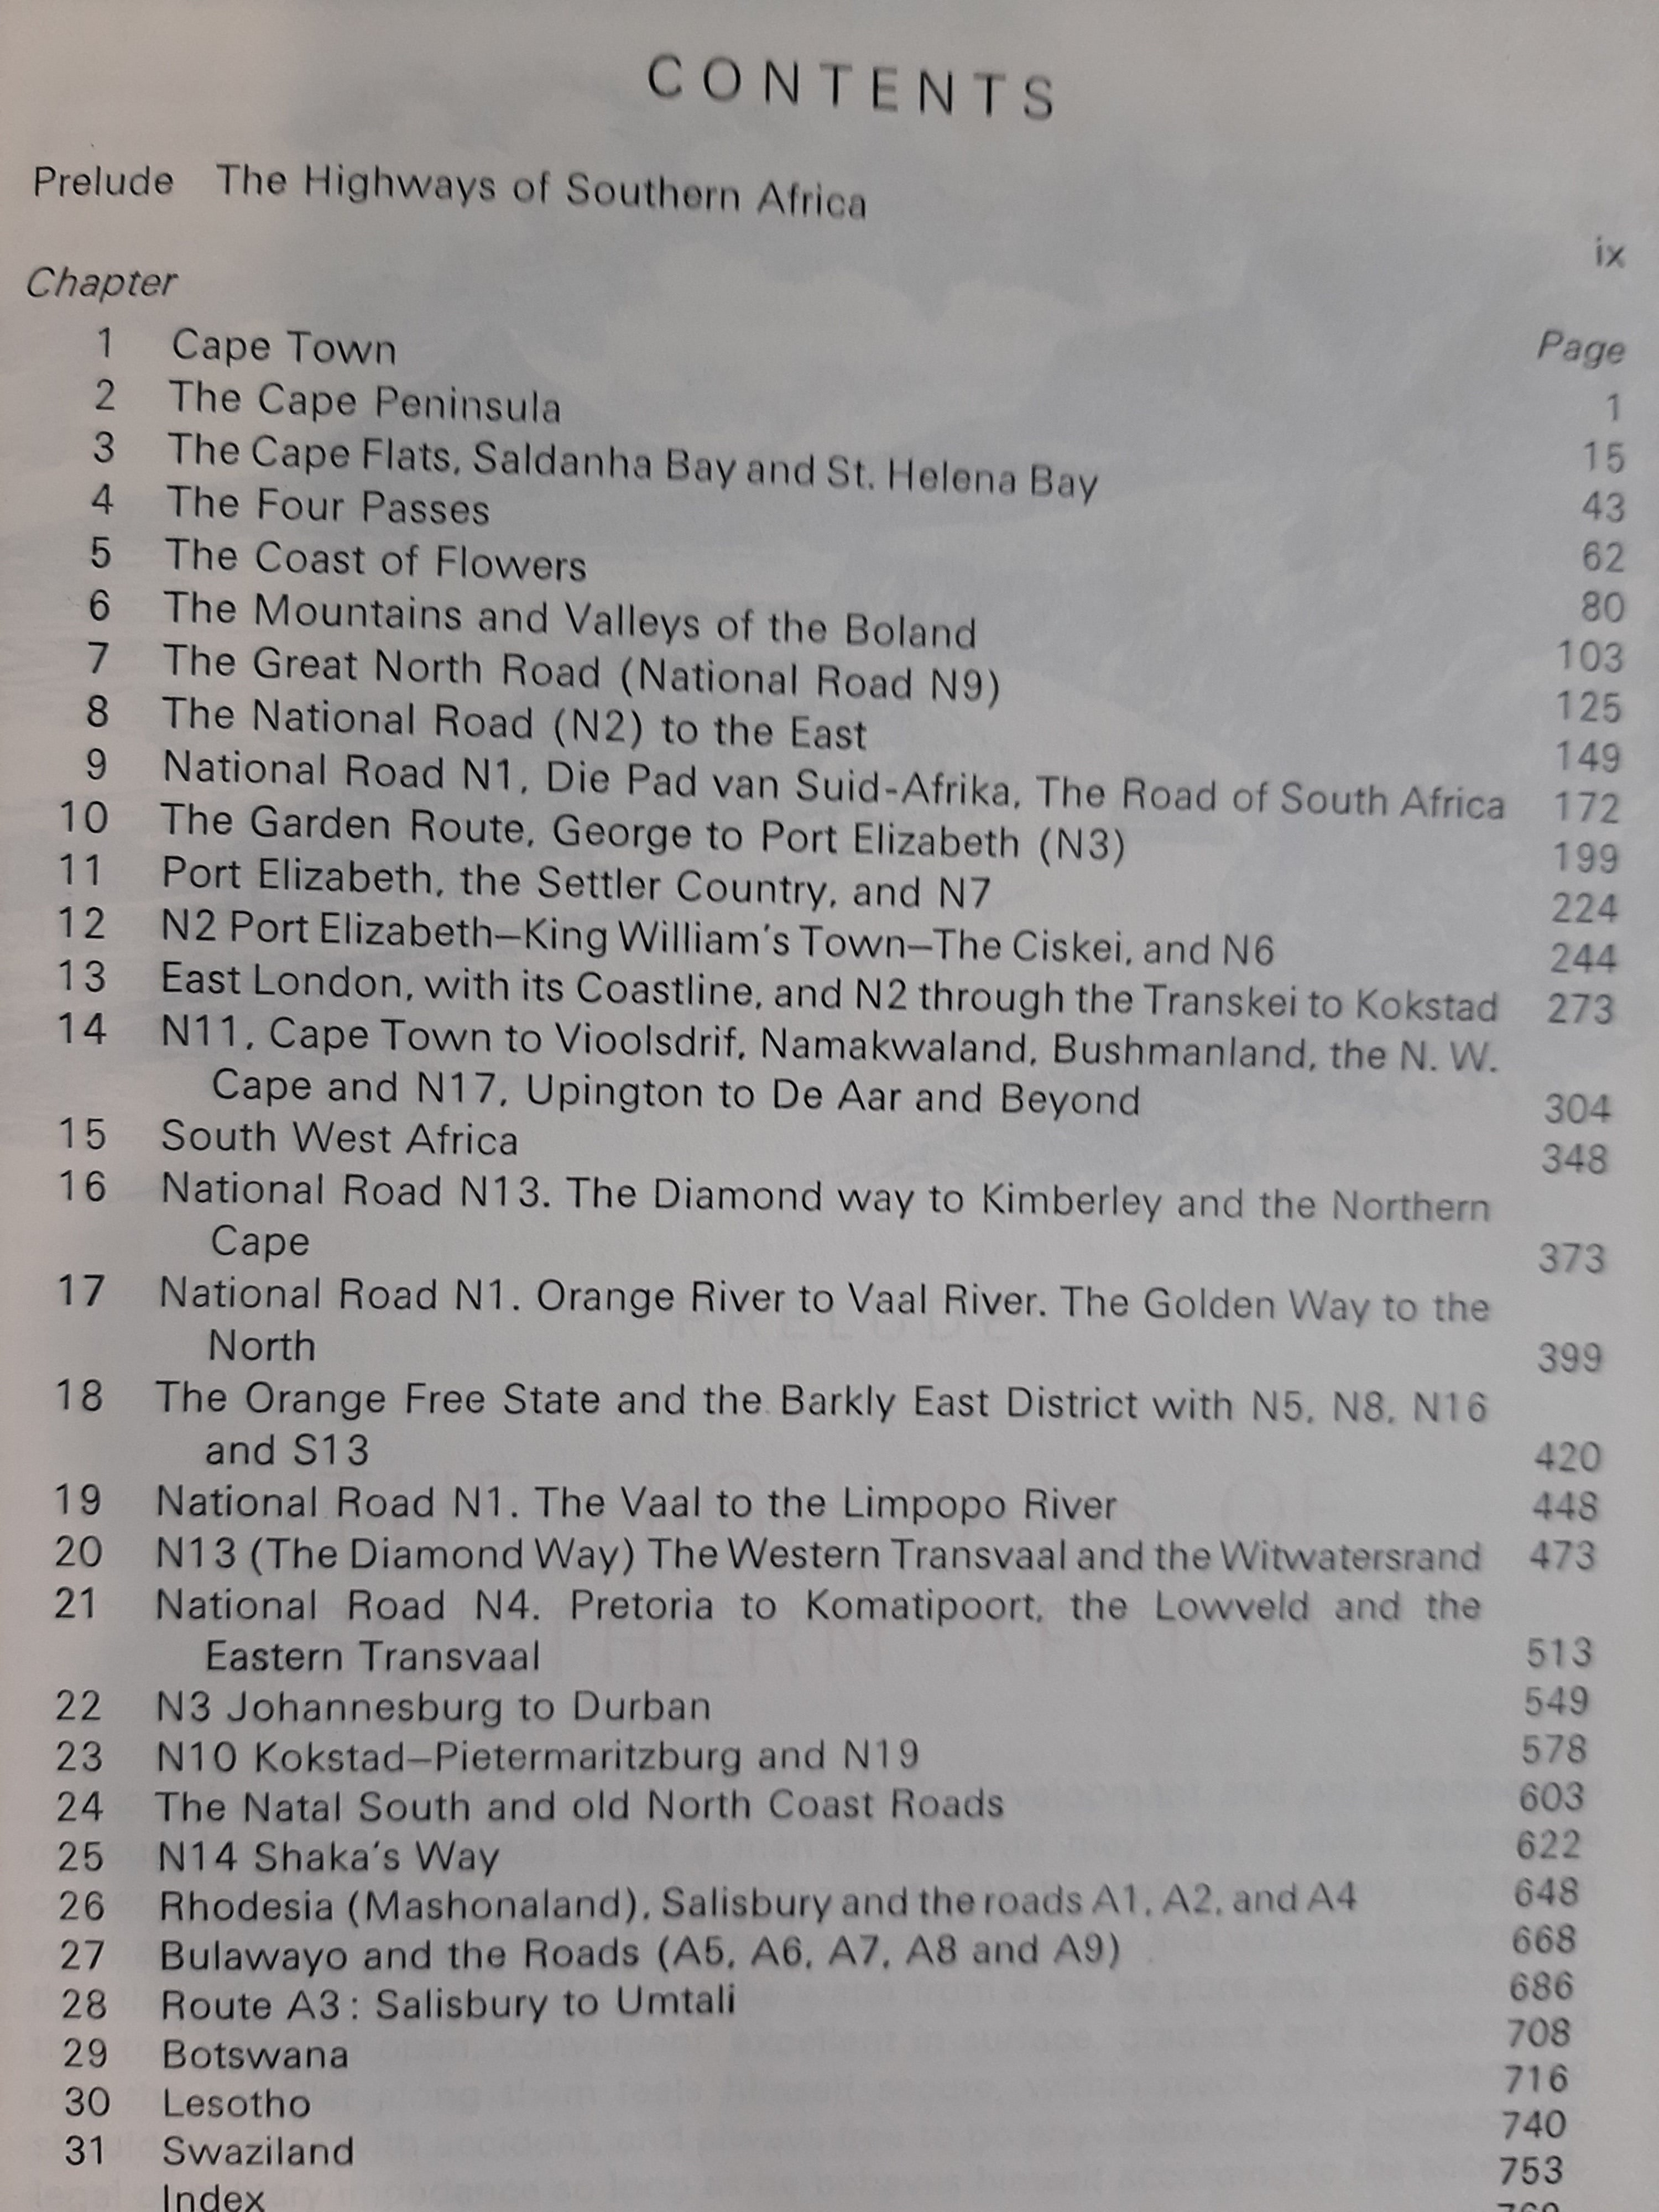 CONTENTS
Prelude The Highways of Southern Africa ix
Chapter Page
1 Cape Town 1
2 The Cape Peninsula 15
3 The Cape Flats, Saldanha Bay and St. Helena Bay 43
4 The Four Passes 62
5 The Coast of Flowers 80
6 The Mountains and Valleys of the Boland 103
7 The Great North Road (National Road N9) 125
8 The National Road (N2) to the East 149
9 National Road N1, Die Pad van Suid-Afrika, The Road of South Africa 172
10 The Garden Route, George to Port Elizabeth (N3) 199
11 Port Elizabeth, the Settler Country, and N7 224
12 N2 Port Elizabeth–King William's Town–The Ciskei, and N6 244
13 East London, with its Coastline, and N2 through the Transkei to Kokstad 273
14 N11, Cape Town to Vioolsdrif, Namakwaland, Bushmanland, the N. W.
Cape and N17, Upington to De Aar and Beyond 304
15 South West Africa 348
16 National Road N13. The Diamond way to Kimberley and the Northern
Cape 373
17 National Road N1. Orange River to Vaal River. The Golden Way to the
North 399
18 The Orange Free State and the Barkly East District with N5, N8, N16
and S13 420
19 National Road N1. The Vaal to the Limpopo River 448
20 N13 (The Diamond Way) The Western Transvaal and the Witwatersrand 473
21 National Road N4. Pretoria to Komatipoort, the Lowveld and the
Eastern Transvaal 513
22 N3 Johannesburg to Durban 549
23 N10 Kokstad–Pietermaritzburg and N19 578
24 The Natal South and old North Coast Roads 603
25 N14 Shaka's Way 622
26 Rhodesia (Mashonaland), Salisbury and the roads A1, A2, and A4 648
27 Bulawayo and the Roads (A5, A6, A7, A8 and A9) 668
28 Route A3: Salisbury to Umtali 686
29 Botswana 708
30 Lesotho 716
31 Swaziland 740
Index 753